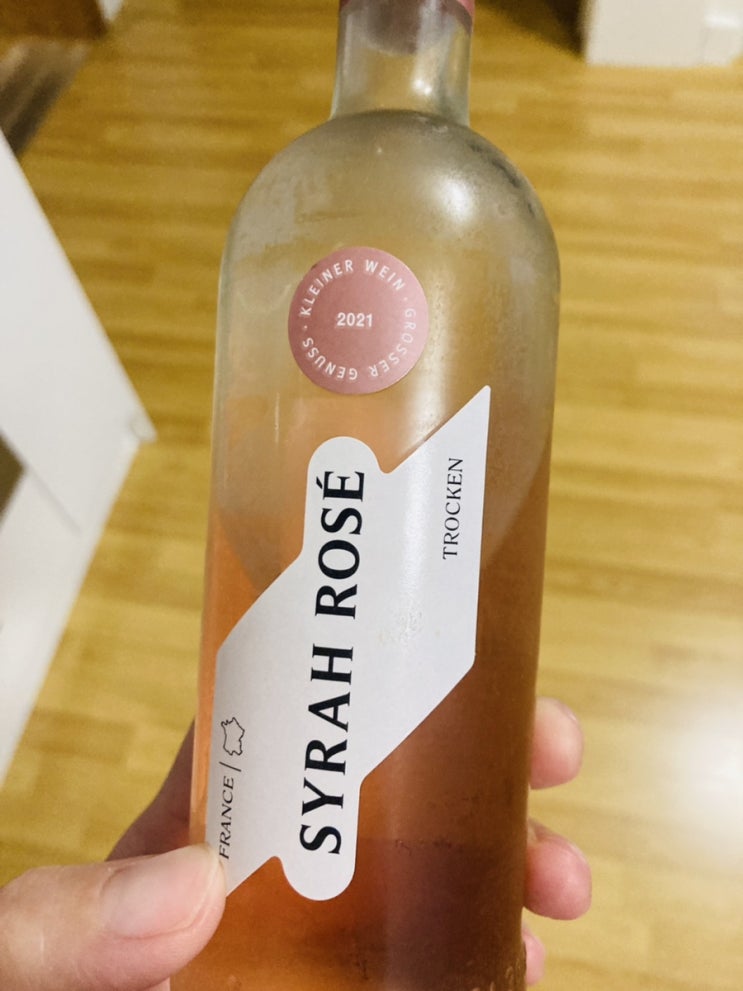 KLEINER WEIN · GROSSER GENUSS ·
2021
SYRAH ROSÉ
TROCKEN
FRANCE |